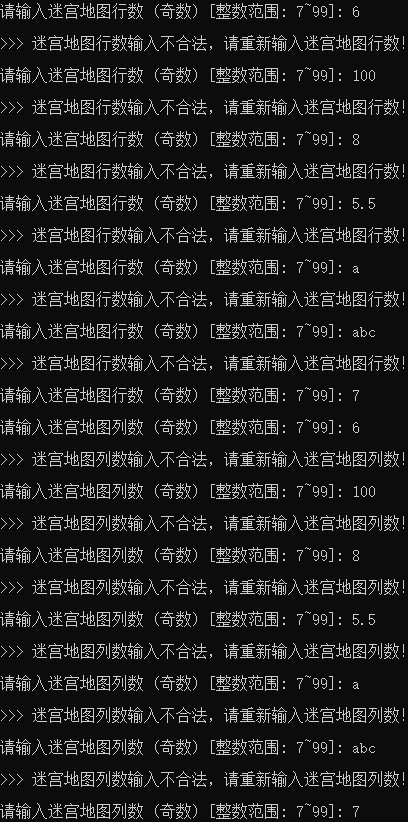 请输入迷宫地图行数（奇数）[整数范围: 7~99]: 6
>>> 迷宫地图行数输入不合法，请重新输入迷宫地图行数!
请输入迷宫地图行数（奇数）[整数范围: 7~99]: 100
>>> 迷宫地图行数输入不合法，请重新输入迷宫地图行数!
请输入迷宫地图行数（奇数）[整数范围: 7~99]: 8
>>> 迷宫地图行数输入不合法，请重新输入迷宫地图行数!
请输入迷宫地图行数（奇数）[整数范围: 7~99]: 5.5
>>> 迷宫地图行数输入不合法，请重新输入迷宫地图行数!
请输入迷宫地图行数（奇数）[整数范围: 7~99]: a
>>> 迷宫地图行数输入不合法，请重新输入迷宫地图行数!
请输入迷宫地图行数（奇数）[整数范围: 7~99]: abc
>>> 迷宫地图行数输入不合法，请重新输入迷宫地图行数!
请输入迷宫地图行数（奇数）[整数范围: 7~99]: 7
请输入迷宫地图列数（奇数）[整数范围: 7~99]: 6
>>> 迷宫地图列数输入不合法，请重新输入迷宫地图列数!
请输入迷宫地图列数（奇数）[整数范围: 7~99]: 100
>>> 迷宫地图列数输入不合法，请重新输入迷宫地图列数!
请输入迷宫地图列数（奇数）[整数范围: 7~99]: 8
>>> 迷宫地图列数输入不合法，请重新输入迷宫地图列数!
请输入迷宫地图列数（奇数）[整数范围: 7~99]: 5.5
>>> 迷宫地图列数输入不合法，请重新输入迷宫地图列数!
请输入迷宫地图列数（奇数）[整数范围: 7~99]: a
>>> 迷宫地图列数输入不合法，请重新输入迷宫地图列数!
请输入迷宫地图列数（奇数）[整数范围: 7~99]: abc
>>> 迷宫地图列数输入不合法，请重新输入迷宫地图列数!
请输入迷宫地图列数（奇数）[整数范围: 7~99]: 7